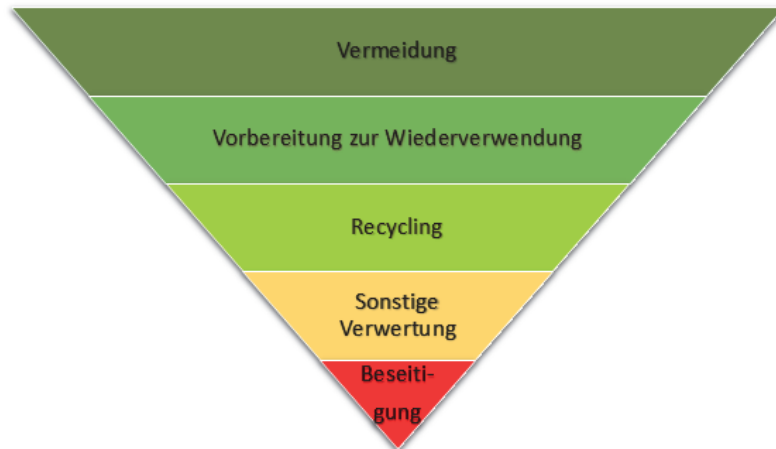 Vermeidung
Vorbereitung zur Wiederverwendung
Recycling
Sonstige
Verwertung
Beseiti-
gung